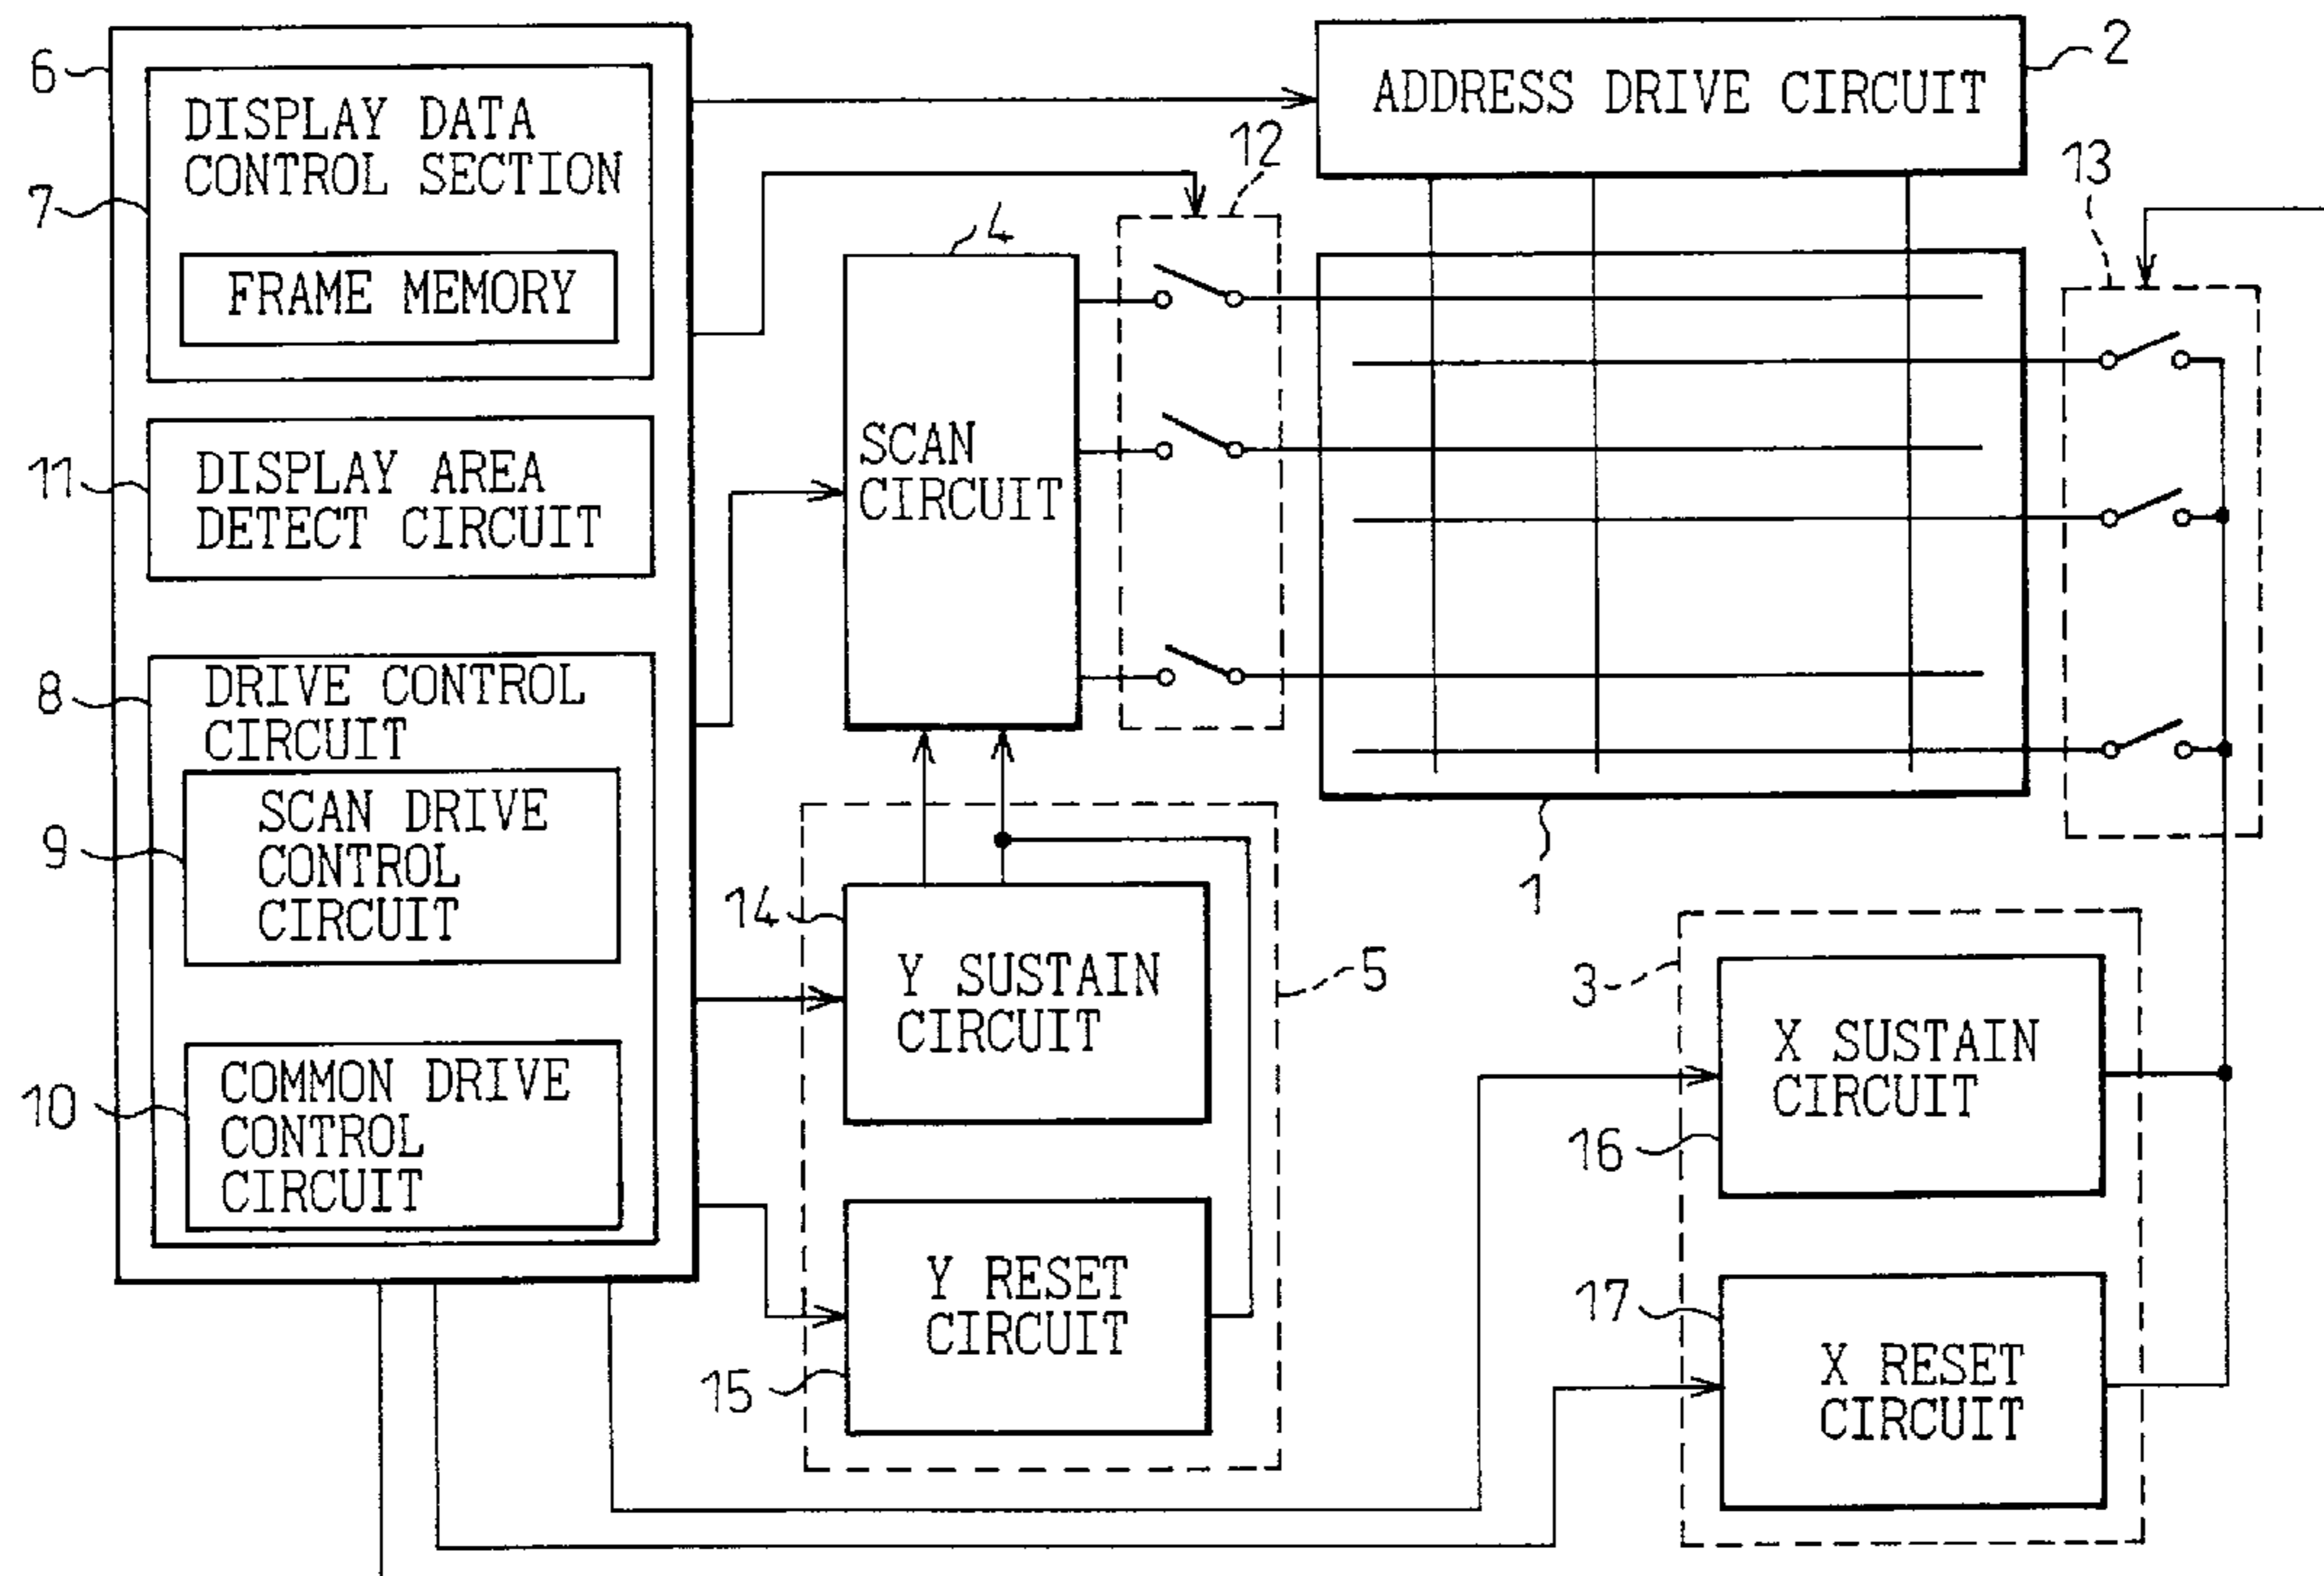 6
DISPLAY DATA
CONTROL SECTION
7
FRAME MEMORY
11
DISPLAY AREA
DETECT CIRCUIT
8
DRIVE CONTROL
CIRCUIT
9
SCAN DRIVE
CONTROL
CIRCUIT
10
COMMON DRIVE
CONTROL
CIRCUIT
ADDRESS DRIVE CIRCUIT
2
12
13
4
SCAN
CIRCUIT
1
14
Y SUSTAIN
CIRCUIT
5
15
Y RESET
CIRCUIT
3
X SUSTAIN
CIRCUIT
16
17
X RESET
CIRCUIT